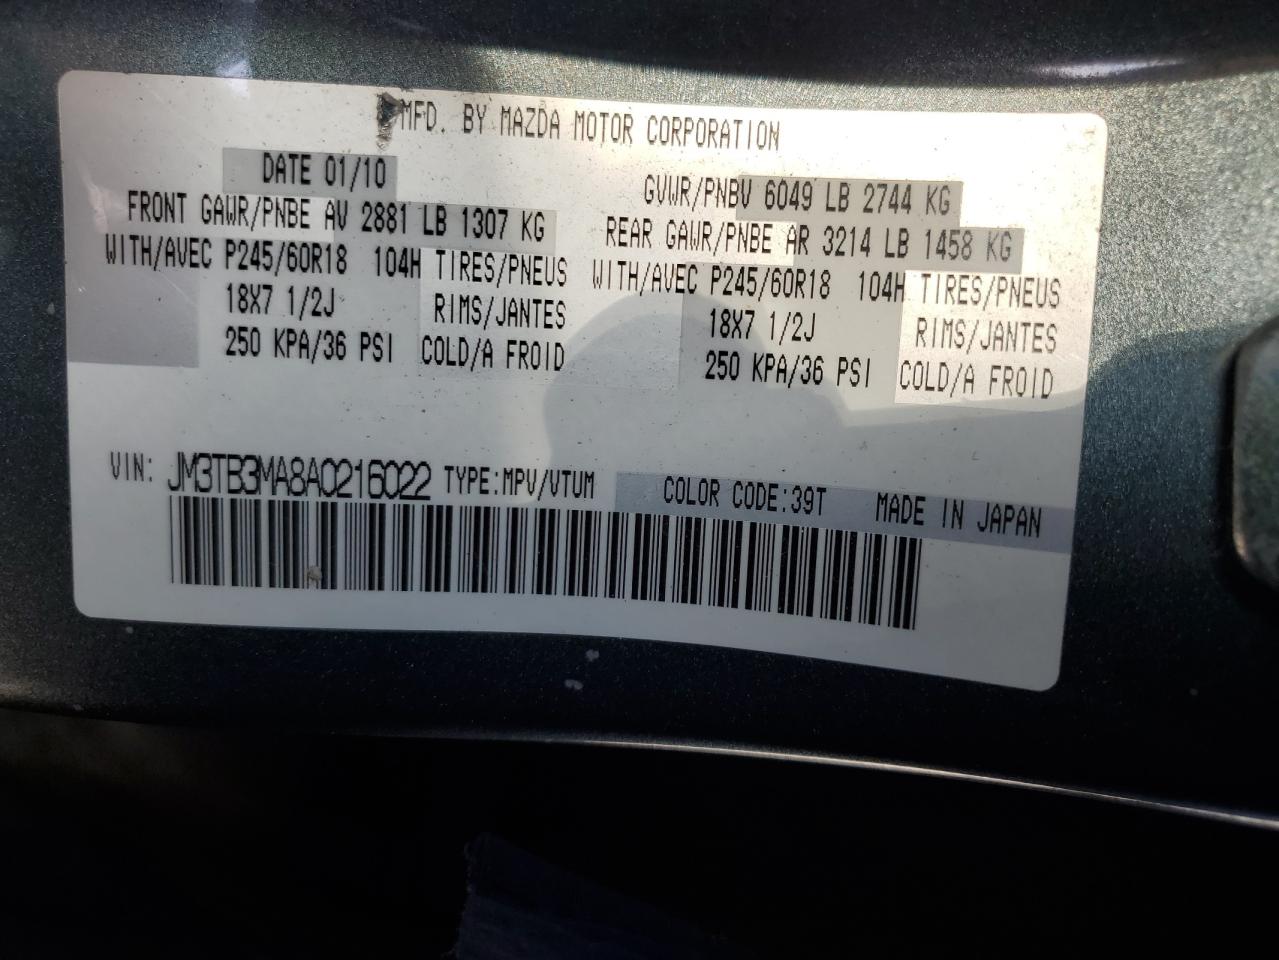 MFD. BY MAZDA MOTOR CORPORATION
DATE 01/10 GVWR/PNBV 6049 LB 2744 KG
FRONT GAWR/PNBE AV 2881 LB 1307 KG REAR GAWR/PNBE AR 3214 LB 1458 KG
WITH/AVEC P245/60R18 104H TIRES/PNEUS WITH/AVEC P245/60R18 104H TIRES/PNEUS
18X7 1/2J RIMS/JANTES 18X7 1/2J RIMS/JANTES
250 KPA/36 PSI COLD/A FROID 250 KPA/36 PSI COLD/A FROID
VIN: JM3TB3MA8A0216022 TYPE:MPV/VTUM COLOR CODE:39T MADE IN JAPAN